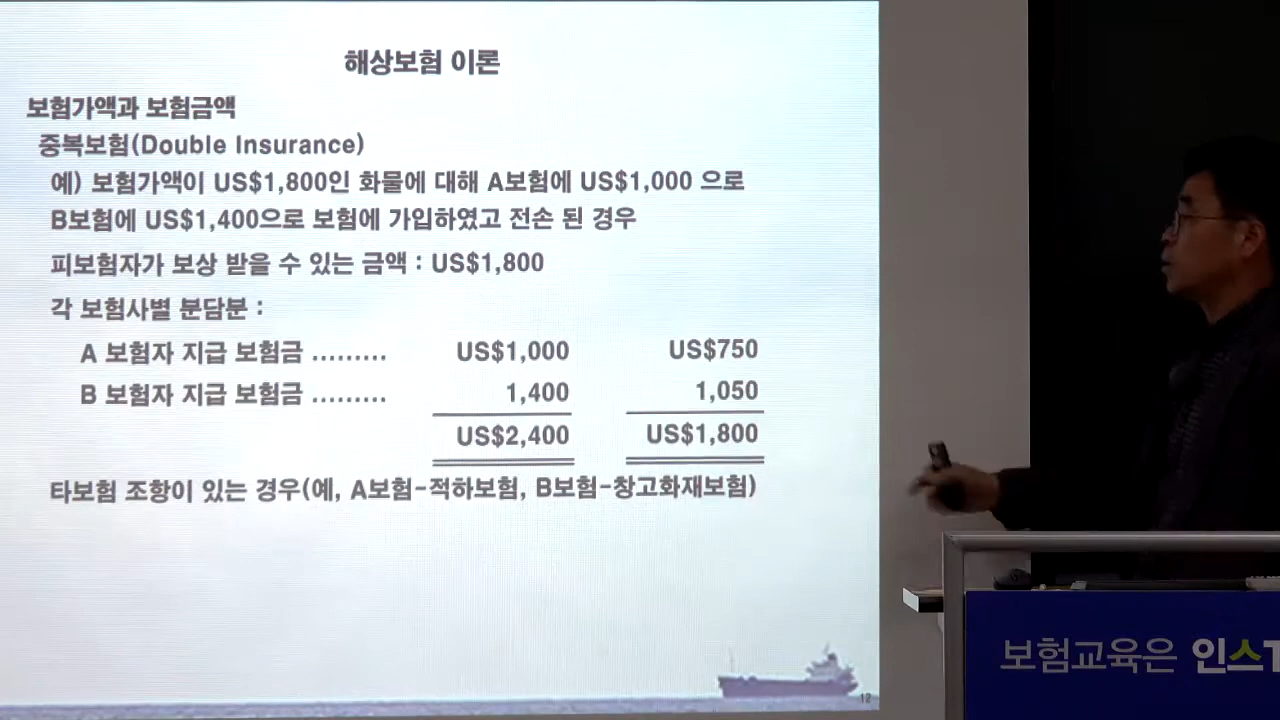 해상보험 이론
보험가액과 보험금액
중복보험(Double Insurance)
예) 보험가액이 US$1,800인 화물에 대해 A보험에 US$1,000 으로
B보험에 US$1,400으로 보험에 가입하였고 전손 된 경우
피보험자가 보상 받을 수 있는 금액 : US$1,800
각 보험사별 분담분 :
A 보험자 지급 보험금 ......... US$1,000 US$750
B 보험자 지급 보험금 ......... 1,400 1,050
US$2,400 US$1,800
타보험 조항이 있는 경우(예, A보험-적하보험, B보험-창고화재보험)
12
보험교육은 인스